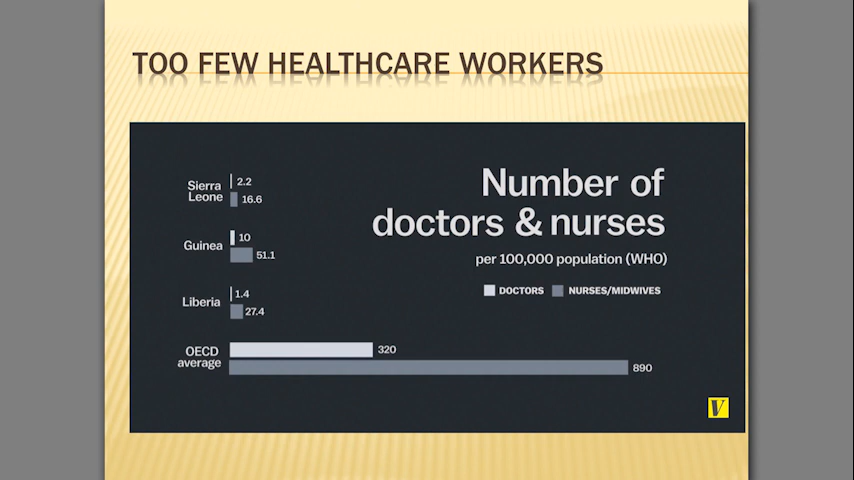 TOO FEW HEALTHCARE WORKERS
Number of
doctors & nurses
per 100,000 population (WHO)
DOCTORS NURSES/MIDWIVES
Sierra
Leone
2.2
16.6
Guinea
10
51.1
Liberia
1.4
27.4
OECD
average
320
890
V